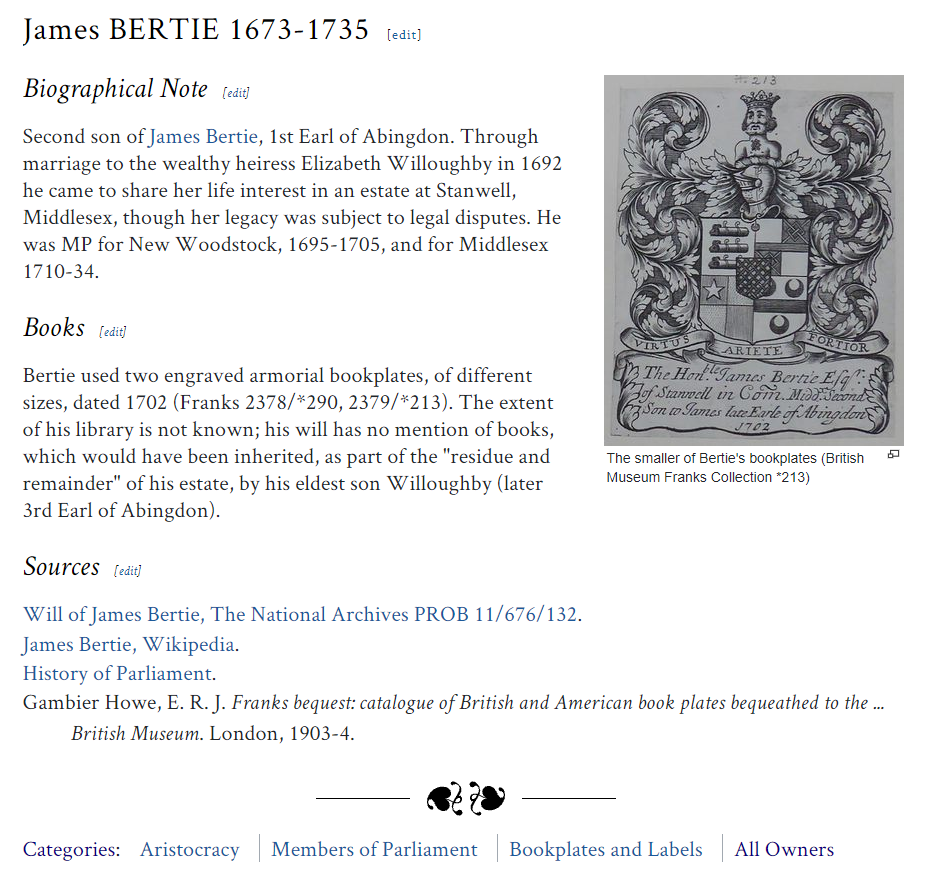 James BERTIE 1673-1735 [edit]
Biographical Note [edit]
Second son of James Bertie, 1st Earl of Abingdon. Through
marriage to the wealthy heiress Elizabeth Willoughby in 1692
he came to share her life interest in an estate at Stanwell,
Middlesex, though her legacy was subject to legal disputes. He
was MP for New Woodstock, 1695-1705, and for Middlesex
1710-34.
Books [edit]
Bertie used two engraved armorial bookplates, of different
sizes, dated 1702 (Franks 2378/*290, 2379/*213). The extent
of his library is not known; his will has no mention of books,
which would have been inherited, as part of the "residue and
remainder" of his estate, by his eldest son Willoughby (later
3rd Earl of Abingdon).
213
VIRTUS ARIETE FORTIOR
The Hon:ble James Bertie Esqr:
of Stanwell in Com. Midd:x Second
Son to James late Earle of Abingdon
1702
The smaller of Bertie's bookplates (British
Museum Franks Collection *213)
Sources [edit]
Will of James Bertie, The National Archives PROB 11/676/132.
James Bertie, Wikipedia.
History of Parliament.
Gambier Howe, E. R. J. Franks bequest: catalogue of British and American book plates bequeathed to the ...
British Museum. London, 1903-4.
Categories: Aristocracy Members of Parliament Bookplates and Labels All Owners